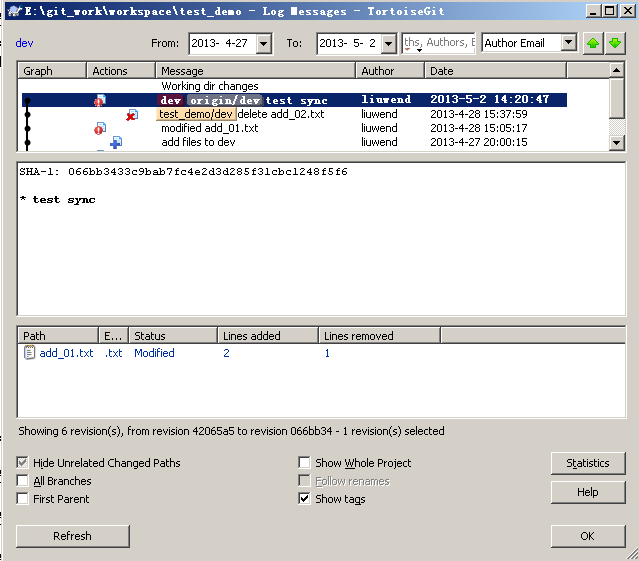 E:\git_work\workspace\test_demo - Log Messages - TortoiseGit
dev From: 2013- 4-27 To: 2013- 5- 2 ths, Authors, E Author Email
Graph Actions Message Author Date
Working dir changes
dev origin/dev test sync liuwend 2013-5-2 14:20:47
test_demo/dev delete add_02.txt liuwend 2013-4-28 15:37:59
modified add_01.txt liuwend 2013-4-28 15:05:17
add files to dev liuwend 2013-4-27 20:00:15
SHA-1: 066bb3433c9bab7fc4e2d3d285f31cbc1248f5f6
* test sync
Path E... Status Lines added Lines removed
add_01.txt .txt Modified 2 1
Showing 6 revision(s), from revision 42065a5 to revision 066bb34 - 1 revision(s) selected
Hide Unrelated Changed Paths Show Whole Project Statistics
All Branches Follow renames
First Parent Show tags Help
Refresh OK